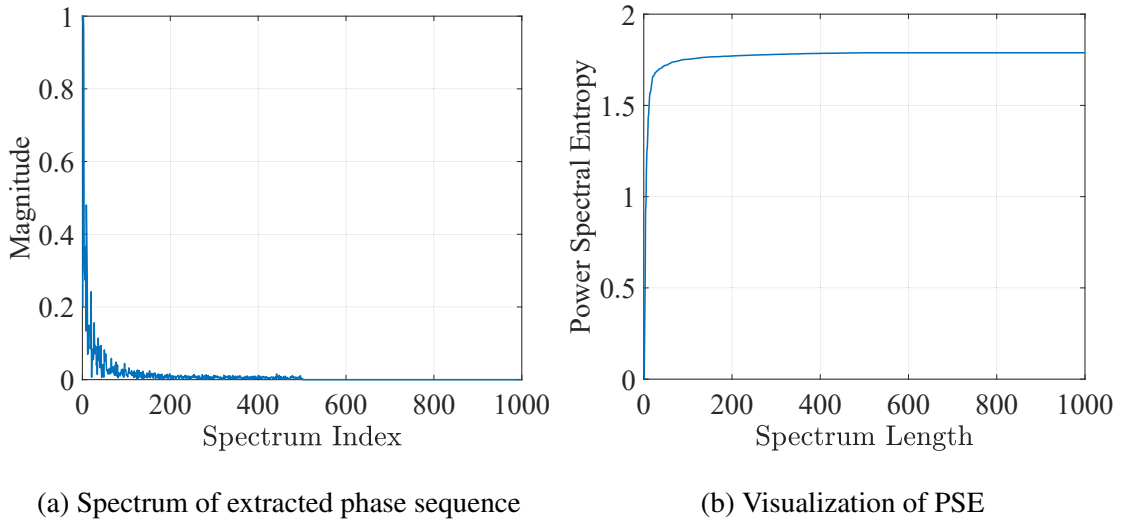 1
0.8
0.6
0.4
0.2
0
Magnitude
0 200 400 600 800 1000
Spectrum Index
(a) Spectrum of extracted phase sequence
2
1.5
1
0.5
0
Power Spectral Entropy
0 200 400 600 800 1000
Spectrum Length
(b) Visualization of PSE